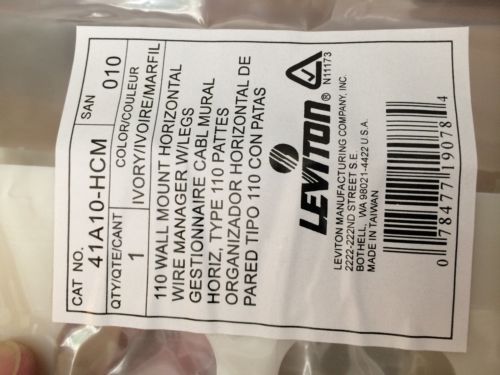 CAT NO.
SAN
41A10-HCM
010
QTY/QTE/CANT
COLOR/COULEUR
1
IVORY/IVOIRE/MARFIL
110 WALL MOUNT HORIZONTAL
WIRE MANAGER W/LEGS
GESTIONNAIRE CABL MURAL
HORIZ, TYPE 110 PATTES
ORGANIZADOR HORIZONTAL DE
PARED TIPO 110 CON PATAS
LEVITON®
N11173
LEVITON MANUFACTURING COMPANY, INC.
2222-222ND STREET S.E.
BOTHELL, WA 98021-4422 U.S.A.
MADE IN TAIWAN
0 78477 19078 4